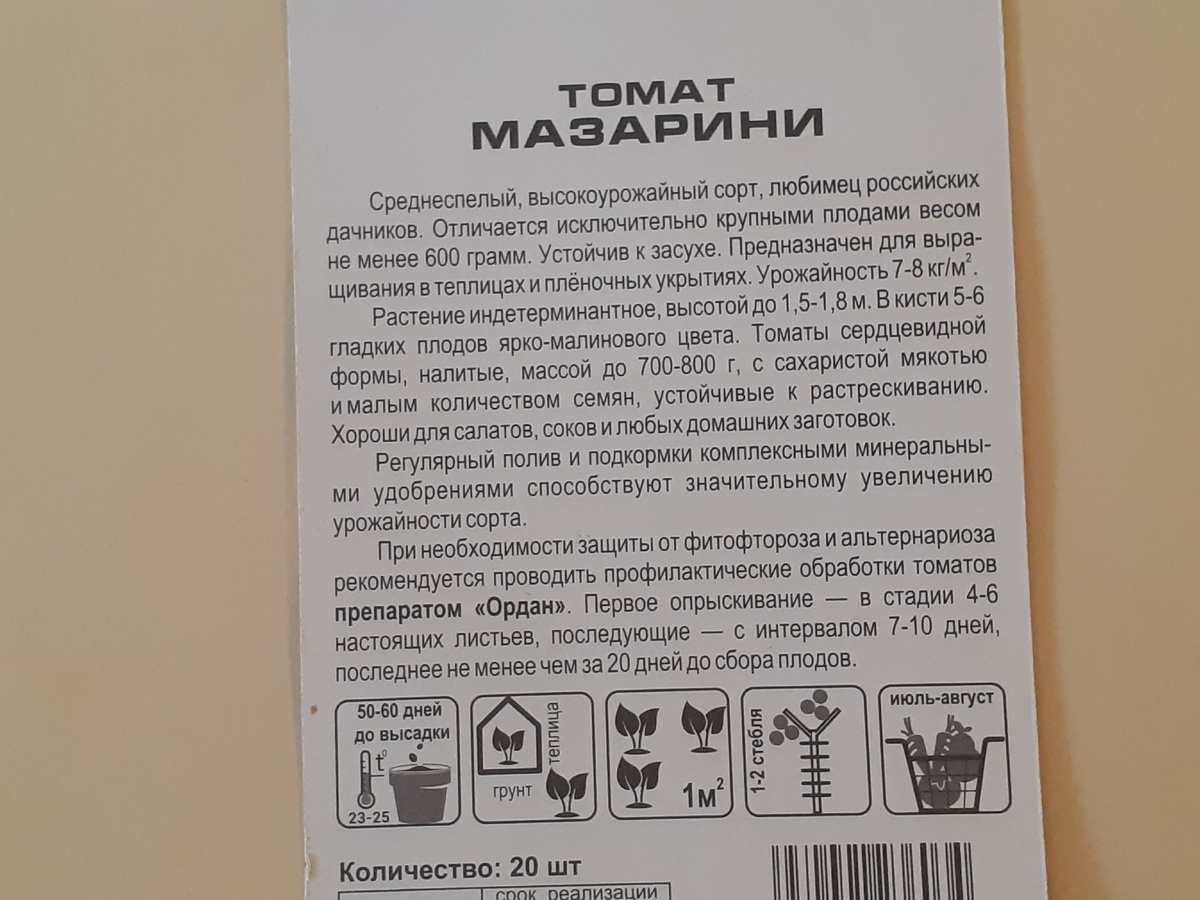 ТОМАТ
МАЗАРИНИ
Среднеспелый, высокоурожайный сорт, любимец российских
дачников. Отличается исключительно крупными плодами весом
не менее 600 грамм. Устойчив к засухе. Предназначен для выра-
щивания в теплицах и плёночных укрытиях. Урожайность 7-8 кг/м².
Растение индетерминантное, высотой до 1,5-1,8 м. В кисти 5-6
гладких плодов ярко-малинового цвета. Томаты сердцевидной
формы, налитые, массой до 700-800 г, с сахаристой мякотью
и малым количеством семян, устойчивые к растрескиванию.
Хороши для салатов, соков и любых домашних заготовок.
Регулярный полив и подкормки комплексными минеральны-
ми удобрениями способствуют значительному увеличению
урожайности сорта.
При необходимости защиты от фитофтороза и альтернариоза
рекомендуется проводить профилактические обработки томатов
препаратом «Ордан». Первое опрыскивание — в стадии 4-6
настоящих листьев, последующие — с интервалом 7-10 дней,
последнее не менее чем за 20 дней до сбора плодов.
50-60 дней
до высадки
t°
23-25
теплица
грунт
1м²
1-2 стебля
июль-август
Количество: 20 шт
срок реализации